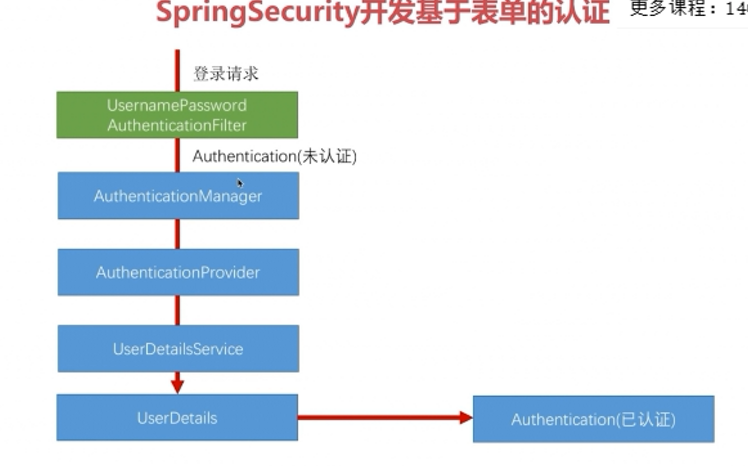 SpringSecurity开发基于表单的认证
更多课程：14
登录请求
UsernamePassword
AuthenticationFilter
Authentication(未认证)
AuthenticationManager
AuthenticationProvider
UserDetailsService
UserDetails
Authentication(已认证)